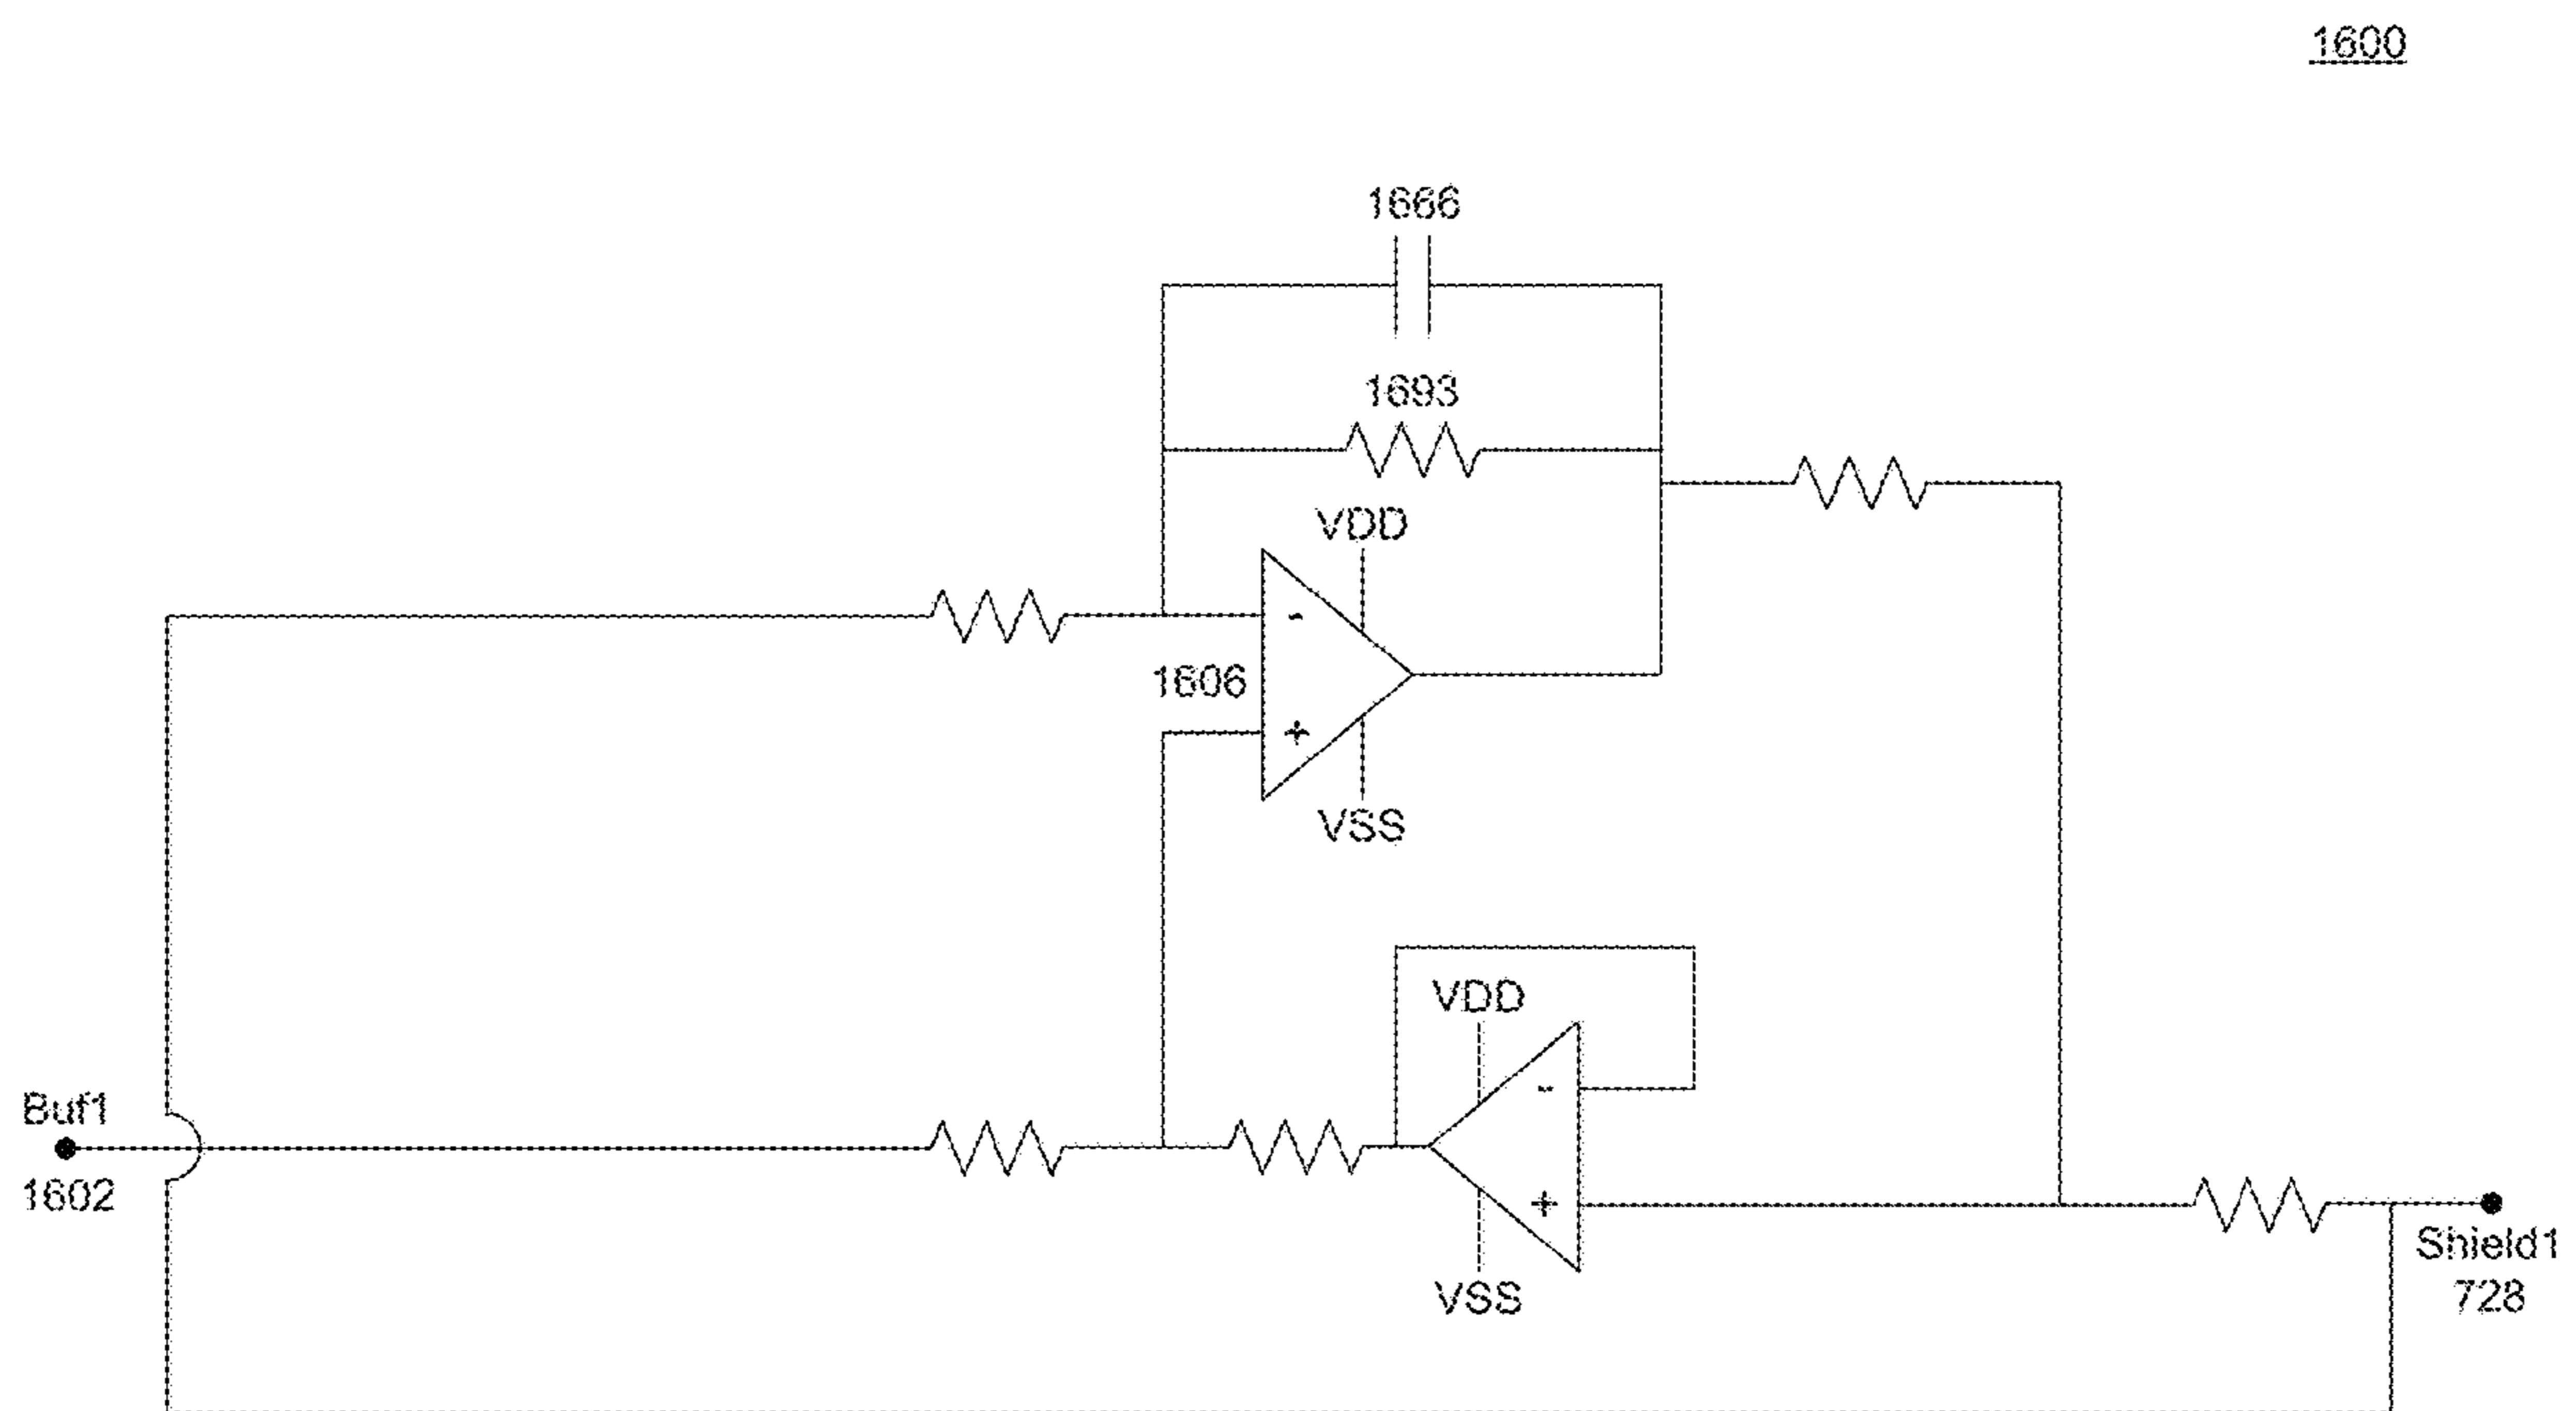 1600
1666
1693
VDD
-
1606
+
VSS
VDD
-
Buf1
1602
+
Shield1
728
VSS